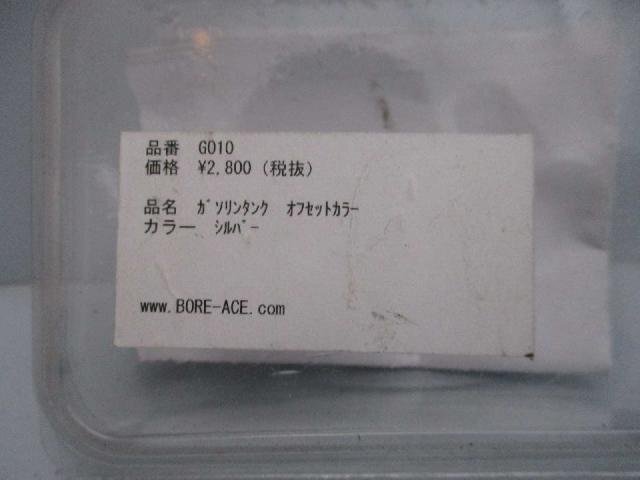 品番 G010
価格 ¥2,800 (税抜)
品名 ｶﾞｿﾘﾝﾀﾝｸ ｵﾌｾｯﾄｶﾗｰ
カラー ｼﾙﾊﾞｰ
www.BORE-ACE.com